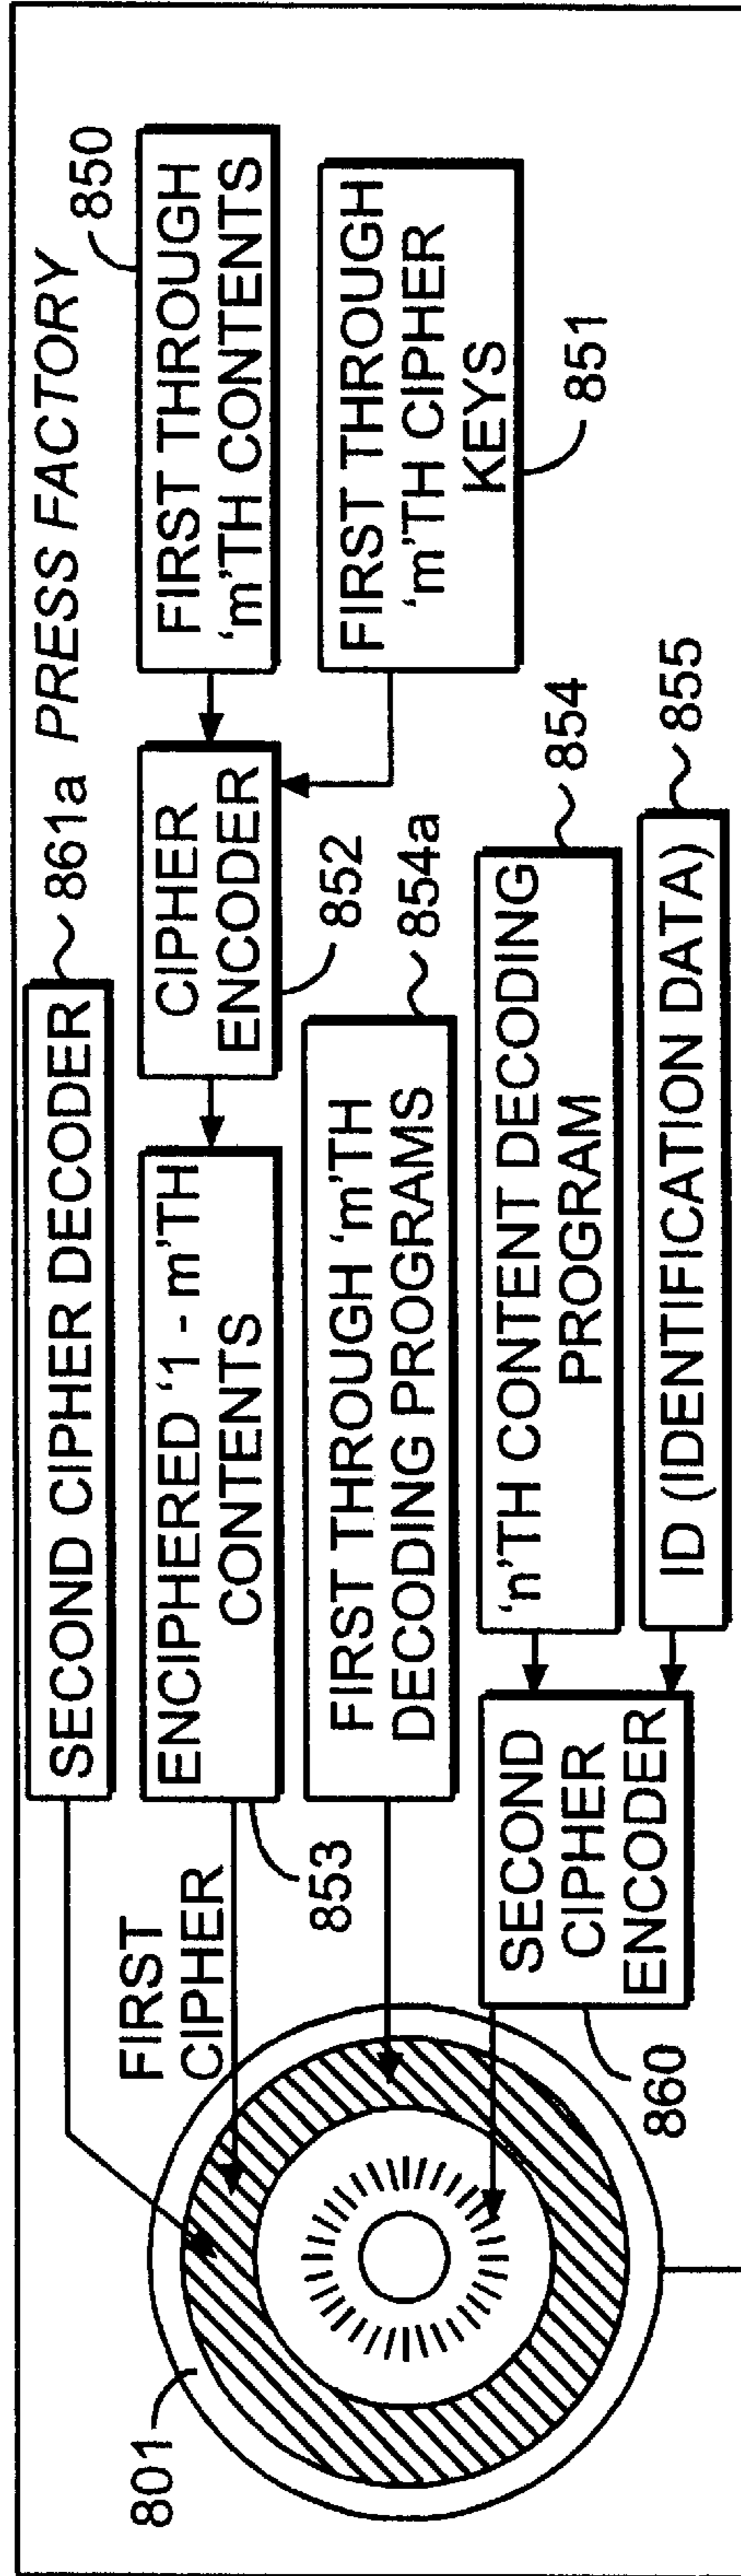 PRESS FACTORY
801
SECOND CIPHER DECODER
861a
FIRST
CIPHER
ENCIPHERED '1 - m'TH
CONTENTS
853
CIPHER
ENCODER
852
FIRST THROUGH
'm'TH CONTENTS
850
FIRST THROUGH
'm'TH CIPHER
KEYS
851
FIRST THROUGH 'm'TH
DECODING PROGRAMS
854a
SECOND
CIPHER
ENCODER
860
'n'TH CONTENT DECODING
PROGRAM
854
ID (IDENTIFICATION DATA)
855